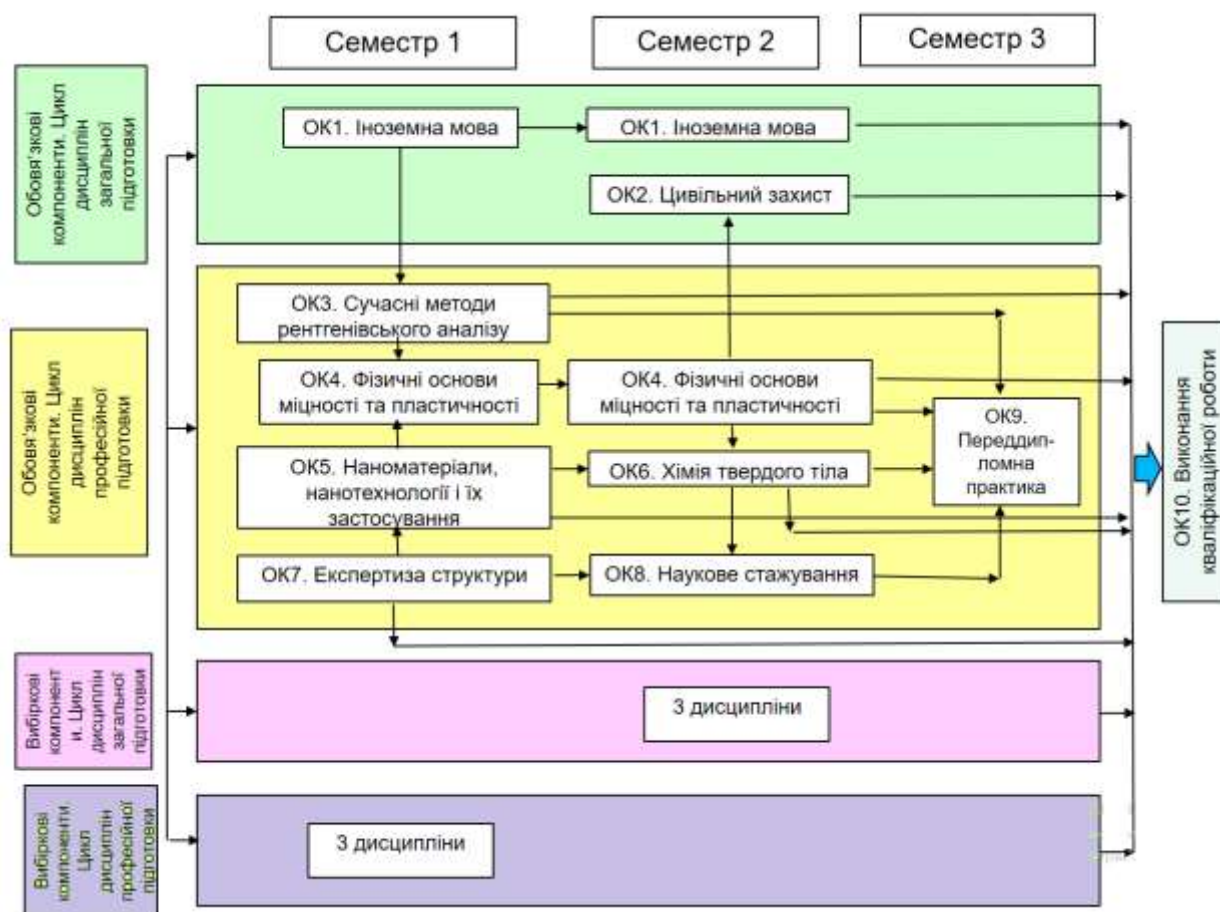 Семестр 1
Семестр 2
Семестр 3
Обовя'зкові
компоненти. Цикл
дисциплін
загальної
підготовки
ОК1. Іноземна мова
ОК1. Іноземна мова
ОК2. Цивільний захист
Обовя'зкові
компоненти. Цикл
дисциплін
професійної
підготовки
ОК3. Сучасні методи
рентгенівського аналізу
ОК4. Фізичні основи
міцності та пластичності
ОК4. Фізичні основи
міцності та пластичності
ОК5. Наноматеріали,
нанотехнології і їх
застосування
ОК6. Хімія твердого тіла
ОК7. Експертиза структури
ОК8. Наукове стажування
ОК9.
Переддип-
ломна
практика
ОК10. Виконання
кваліфікаційної роботи
Вибіркові
компонент
и. Цикл
дисциплін
загальної
підготовки
3 дисципліни
Вибіркові
компоненти.
Цикл
дисциплін
професійної
підготовки
3 дисципліни